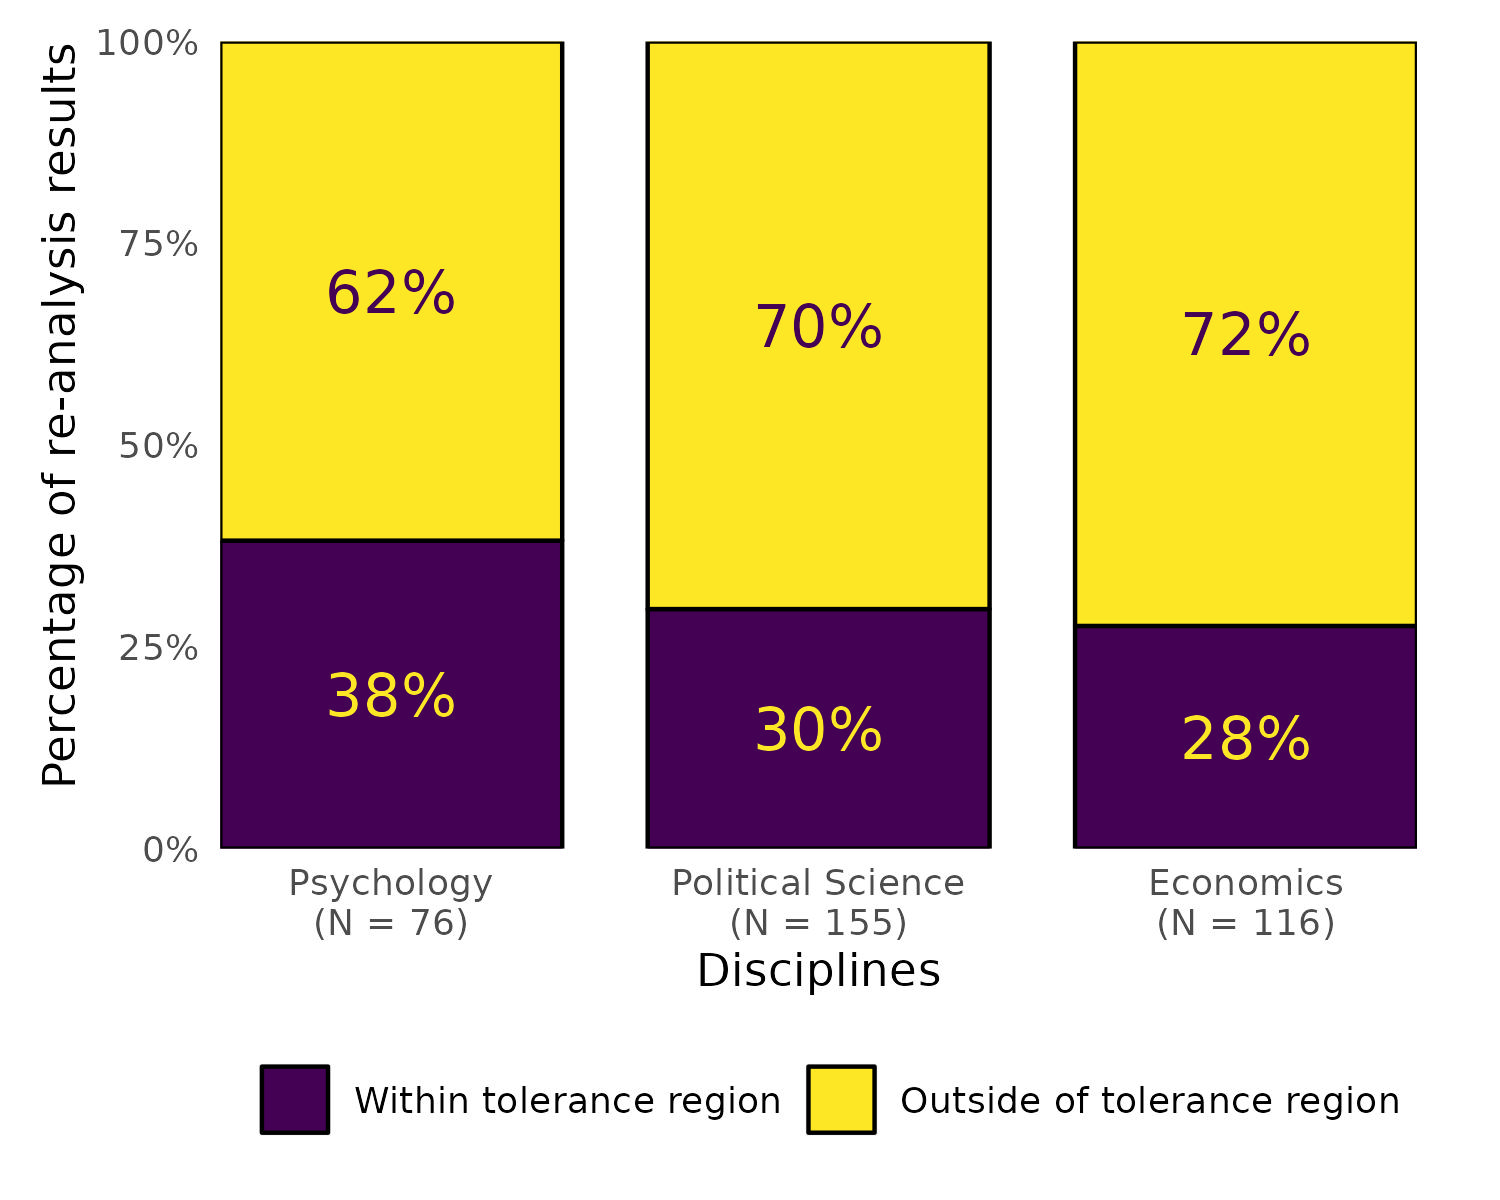 Percentage of re-analysis results
100%
75%
50%
25%
0%
62%
70%
72%
38%
30%
28%
Psychology
(N = 76)
Political Science
(N = 155)
Economics
(N = 116)
Disciplines
Within tolerance region
Outside of tolerance region